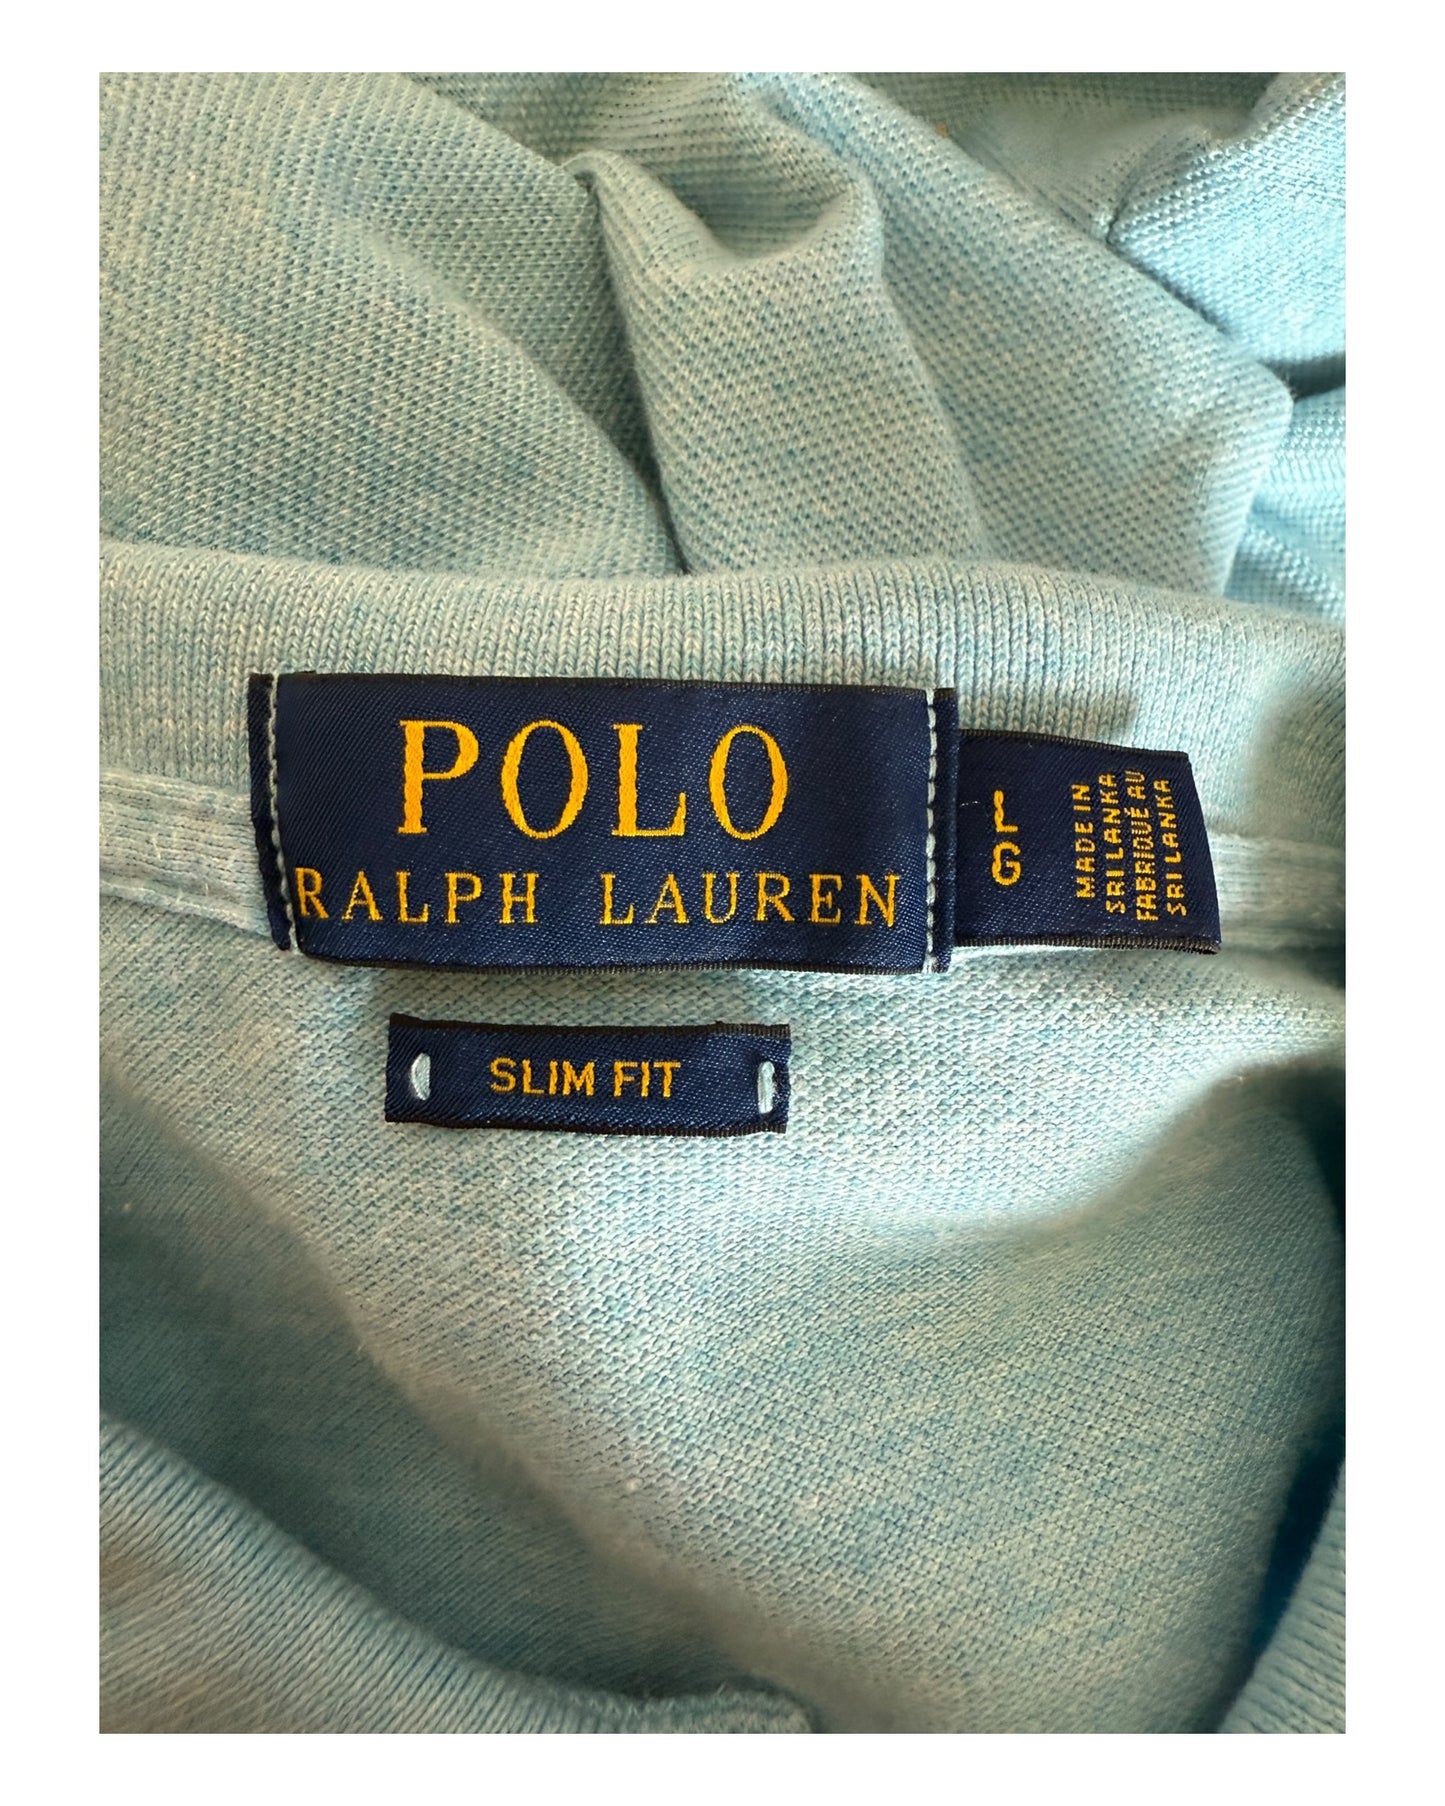 POLO
RALPH LAUREN
L
G
MADE IN
SRI LANKA
FABRIQUÉ AU
SRI LANKA
SLIM FIT